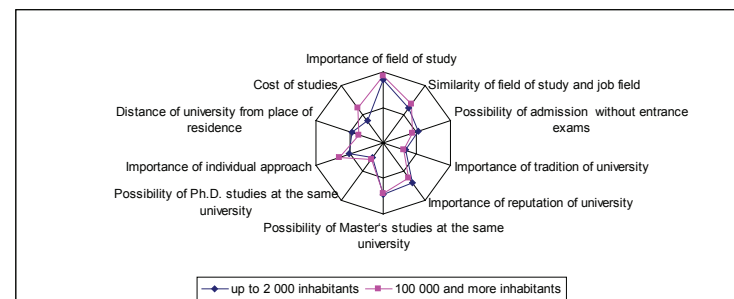 Importance of field of study
Cost of studies
Similarity of field of study and job field
Distance of university from place of
residence
Possibility of admission without entrance
exams
Importance of individual approach
Importance of tradition of university
Possibility of Ph.D. studies at the same
university
Importance of reputation of university
Possibility of Master's studies at the same
university
up to 2 000 inhabitants
100 000 and more inhabitants